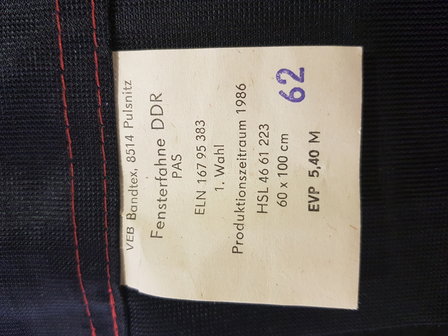 VEB Bandtex, 8514 Pulsnitz
Fensterfahne DDR
PAS
ELN 167 95 383
1. Wahl
Produktionszeitraum 1986
HSL 46 61 223
60 x 100 cm
EVP 5,40 M
62